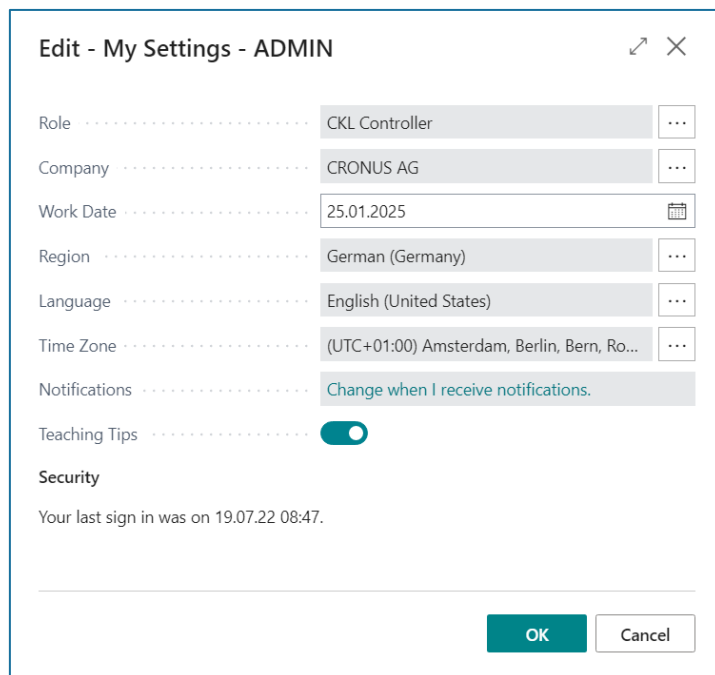 Edit - My Settings - ADMIN
Role CKL Controller ...
Company CRONUS AG ...
Work Date 25.01.2025
Region German (Germany) ...
Language English (United States) ...
Time Zone (UTC+01:00) Amsterdam, Berlin, Bern, Ro... ...
Notifications Change when I receive notifications.
Teaching Tips
Security
Your last sign in was on 19.07.22 08:47.
OK Cancel